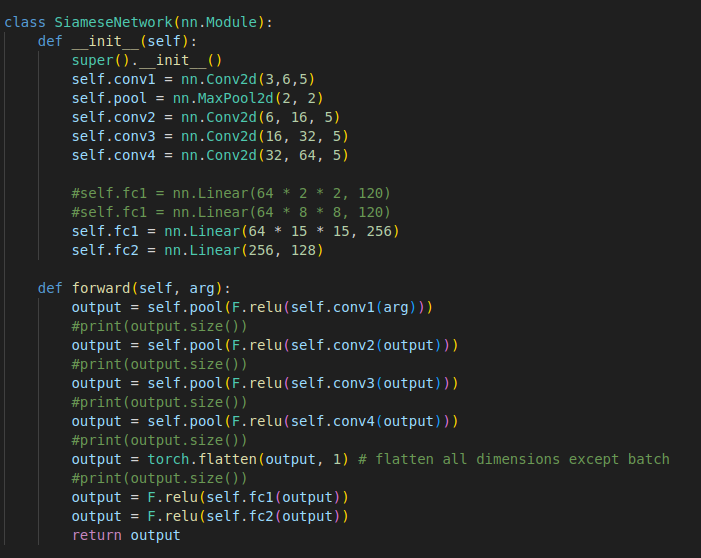 class SiameseNetwork(nn.Module):
    def __init__(self):
        super().__init__()
        self.conv1 = nn.Conv2d(3,6,5)
        self.pool = nn.MaxPool2d(2, 2)
        self.conv2 = nn.Conv2d(6, 16, 5)
        self.conv3 = nn.Conv2d(16, 32, 5)
        self.conv4 = nn.Conv2d(32, 64, 5)

        #self.fc1 = nn.Linear(64 * 2 * 2, 120)
        #self.fc1 = nn.Linear(64 * 8 * 8, 120)
        self.fc1 = nn.Linear(64 * 15 * 15, 256)
        self.fc2 = nn.Linear(256, 128)

    def forward(self, arg):
        output = self.pool(F.relu(self.conv1(arg)))
        #print(output.size())
        output = self.pool(F.relu(self.conv2(output)))
        #print(output.size())
        output = self.pool(F.relu(self.conv3(output)))
        #print(output.size())
        output = self.pool(F.relu(self.conv4(output)))
        #print(output.size())
        output = torch.flatten(output, 1) # flatten all dimensions except batch
        #print(output.size())
        output = F.relu(self.fc1(output))
        output = F.relu(self.fc2(output))
        return output